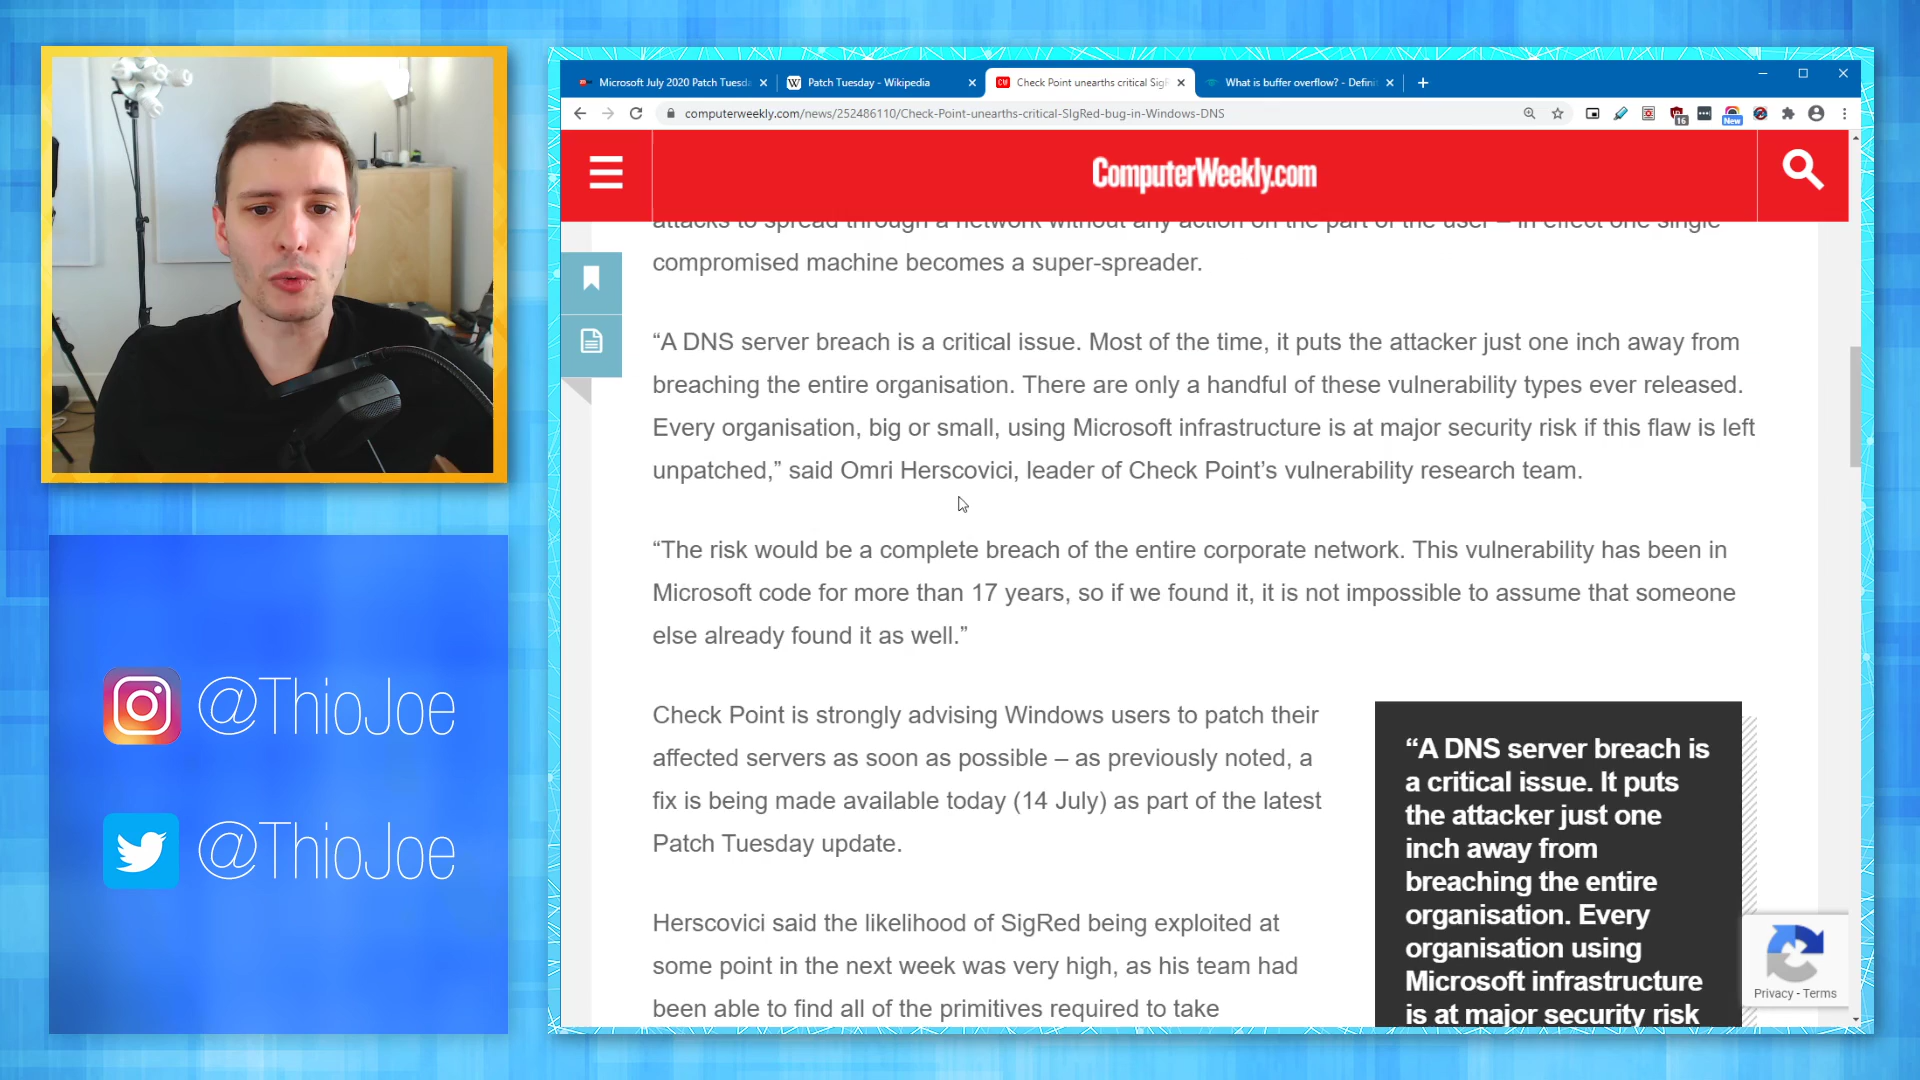 Microsoft July 2020 Patch Tuesd
Patch Tuesday - Wikipedia
Check Point unearths critical Sig
What is buffer overflow? - Defin
computerweekly.com/news/252486110/Check-Point-unearths-critical-SIgRed-bug-in-Windows-DNS
16
New
ComputerWeekly.com
attacks to spread through a network without any action on the part of the user – in effect one single
compromised machine becomes a super-spreader.
“A DNS server breach is a critical issue. Most of the time, it puts the attacker just one inch away from
breaching the entire organisation. There are only a handful of these vulnerability types ever released.
Every organisation, big or small, using Microsoft infrastructure is at major security risk if this flaw is left
unpatched,” said Omri Herscovici, leader of Check Point’s vulnerability research team.
“The risk would be a complete breach of the entire corporate network. This vulnerability has been in
Microsoft code for more than 17 years, so if we found it, it is not impossible to assume that someone
else already found it as well.”
Check Point is strongly advising Windows users to patch their
affected servers as soon as possible – as previously noted, a
fix is being made available today (14 July) as part of the latest
Patch Tuesday update.
Herscovici said the likelihood of SigRed being exploited at
some point in the next week was very high, as his team had
been able to find all of the primitives required to take
“A DNS server breach is
a critical issue. It puts
the attacker just one
inch away from
breaching the entire
organisation. Every
organisation using
Microsoft infrastructure
is at major security risk
Privacy - Terms
@ThioJoe
@ThioJoe